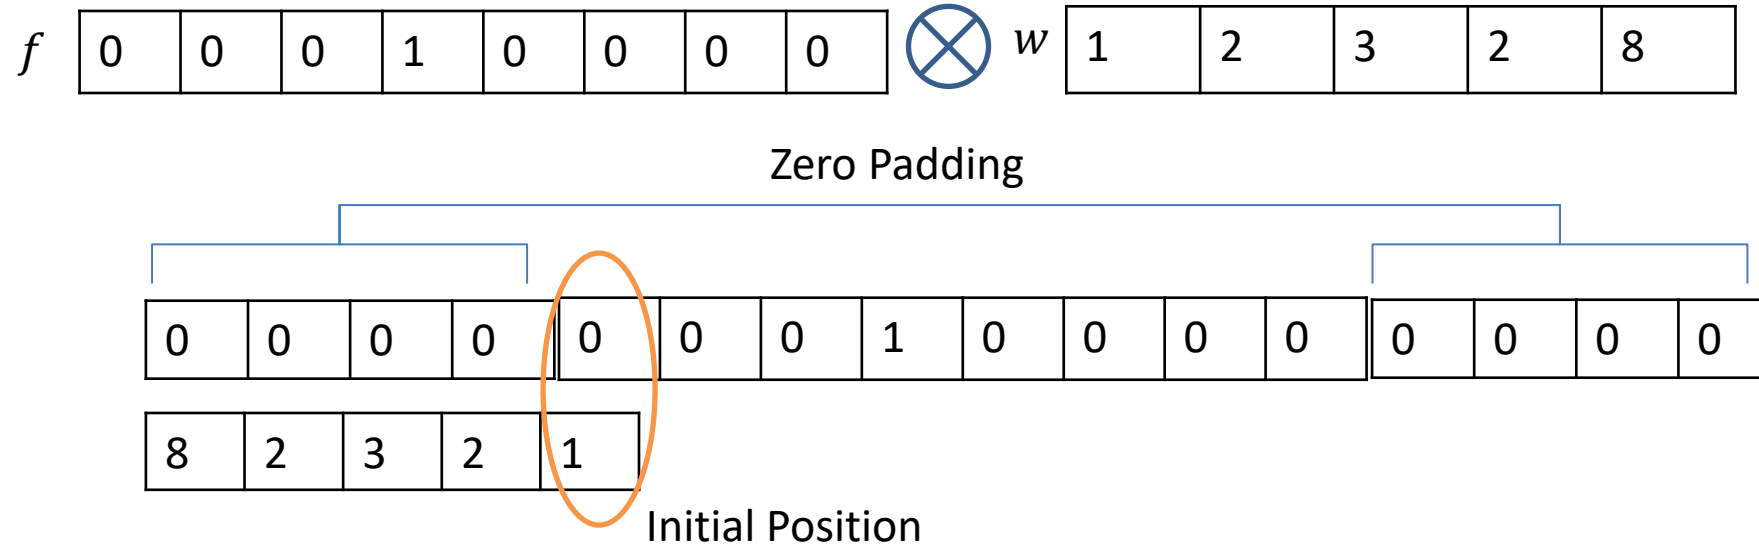 f 0 0 0 1 0 0 0 0 w 1 2 3 2 8
Zero Padding
0 0 0 0 0 0 0 1 0 0 0 0 0 0 0 0
8 2 3 2 1
Initial Position